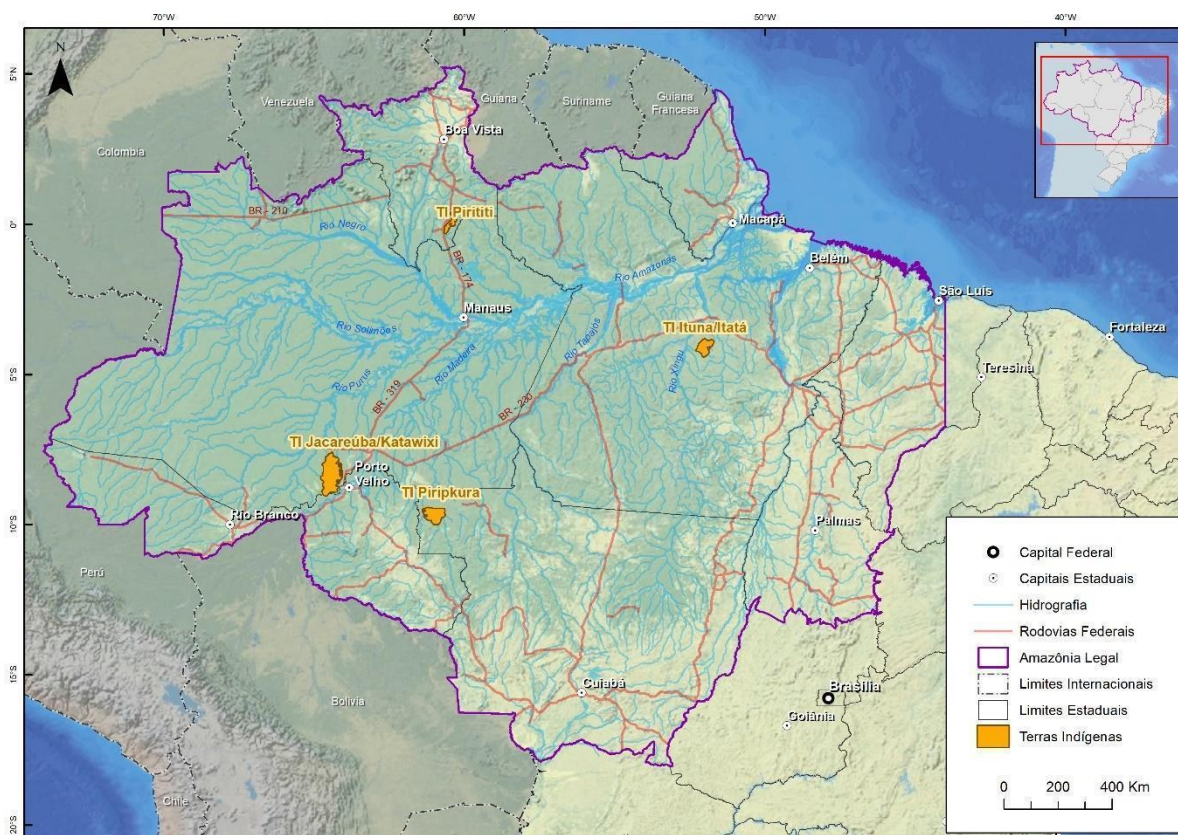 70°W
60°W
50°W
40°W
N
5°N
0°
5°S
10°S
15°S
20°S
Venezuela
Guiana
Suriname
Guiana
Francesa
Colombia
Boa Vista
BR - 210
TI Pirititi
Rio Negro
BR - 174
Macapá
Belém
Rio Amazonas
São Luis
Manaus
Rio Solimões
Rio Tapajós
TI Ituna/Itatá
Fortaleza
Rio Madeira
Rio Xingu
Teresina
Rio Purus
BR - 319
BR - 230
TI Jacareúba/Katawixi
Porto
Velho
TI Piripkura
Rio Branco
Palmas
Perú
Bolivia
Cuiabá
Brasília
Goiânia
Chile
Capital Federal
Capitais Estaduais
Hidrografia
Rodovias Federais
Amazônia Legal
Limites Internacionais
Limites Estaduais
Terras Indígenas
0 200 400 Km